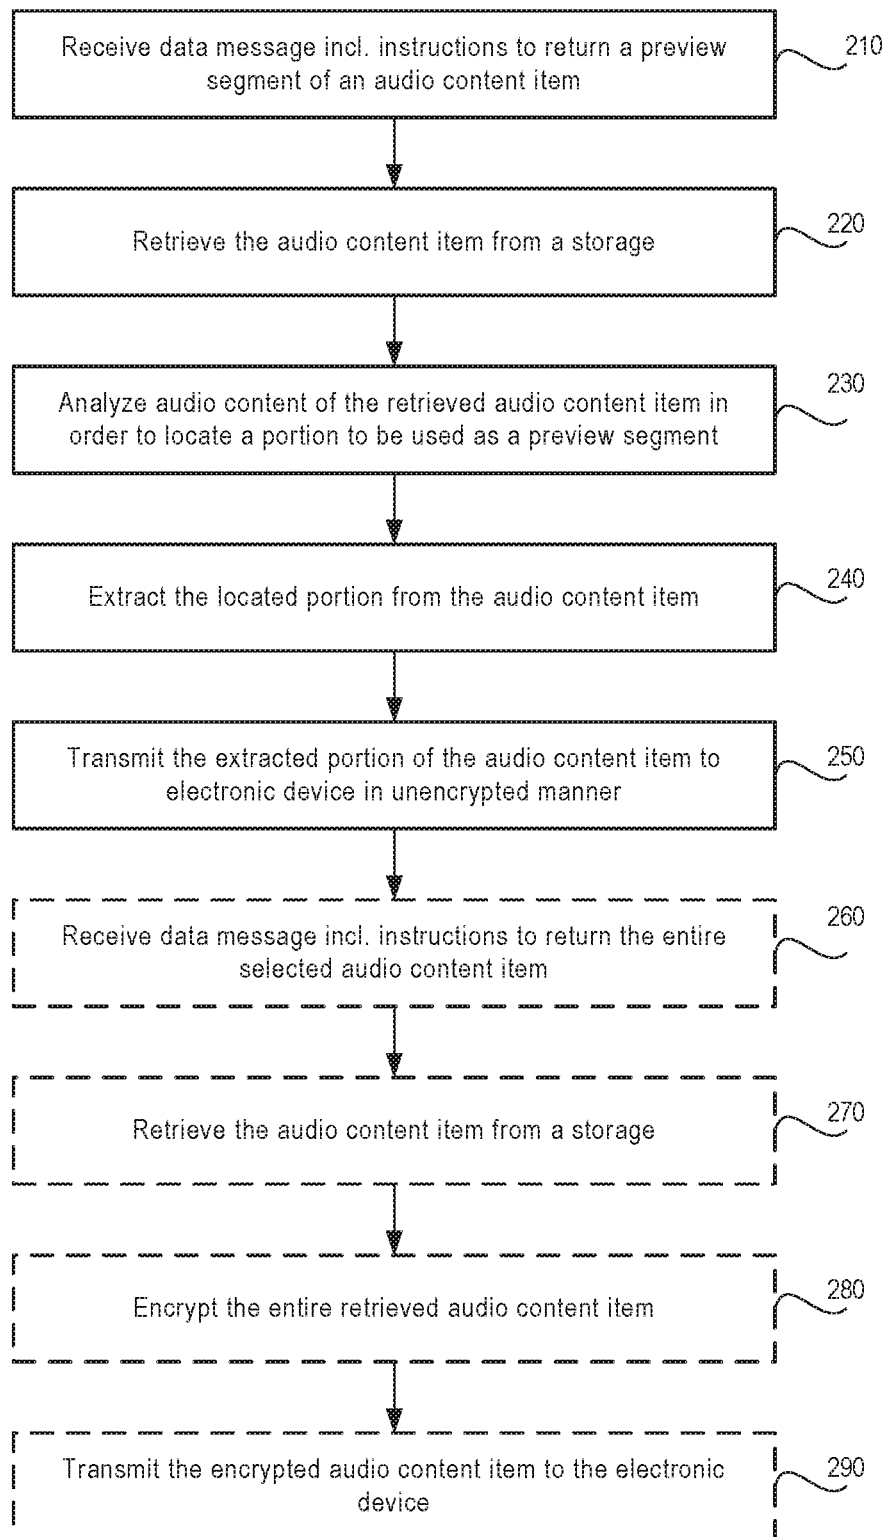 Receive data message incl. instructions to return a preview
segment of an audio content item
210
Retrieve the audio content item from a storage
220
Analyze audio content of the retrieved audio content item in
order to locate a portion to be used as a preview segment
230
Extract the located portion from the audio content item
240
Transmit the extracted portion of the audio content item to
electronic device in unencrypted manner
250
Receive data message incl. instructions to return the entire
selected audio content item
260
Retrieve the audio content item from a storage
270
Encrypt the entire retrieved audio content item
280
Transmit the encrypted audio content item to the electronic
device
290